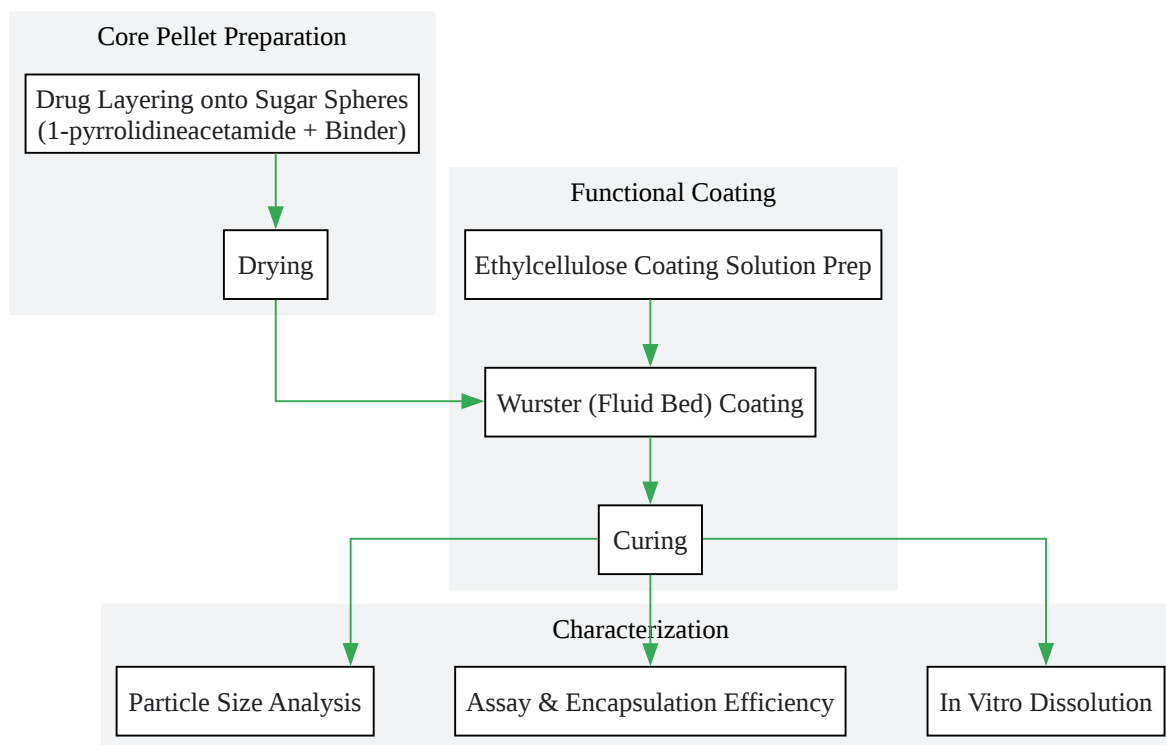 Core Pellet Preparation
Drug Layering onto Sugar Spheres
(1-pyrrolidineacetamide + Binder)
Drying
Functional Coating
Ethylcellulose Coating Solution Prep
Wurster (Fluid Bed) Coating
Curing
Characterization
Particle Size Analysis
Assay & Encapsulation Efficiency
In Vitro Dissolution